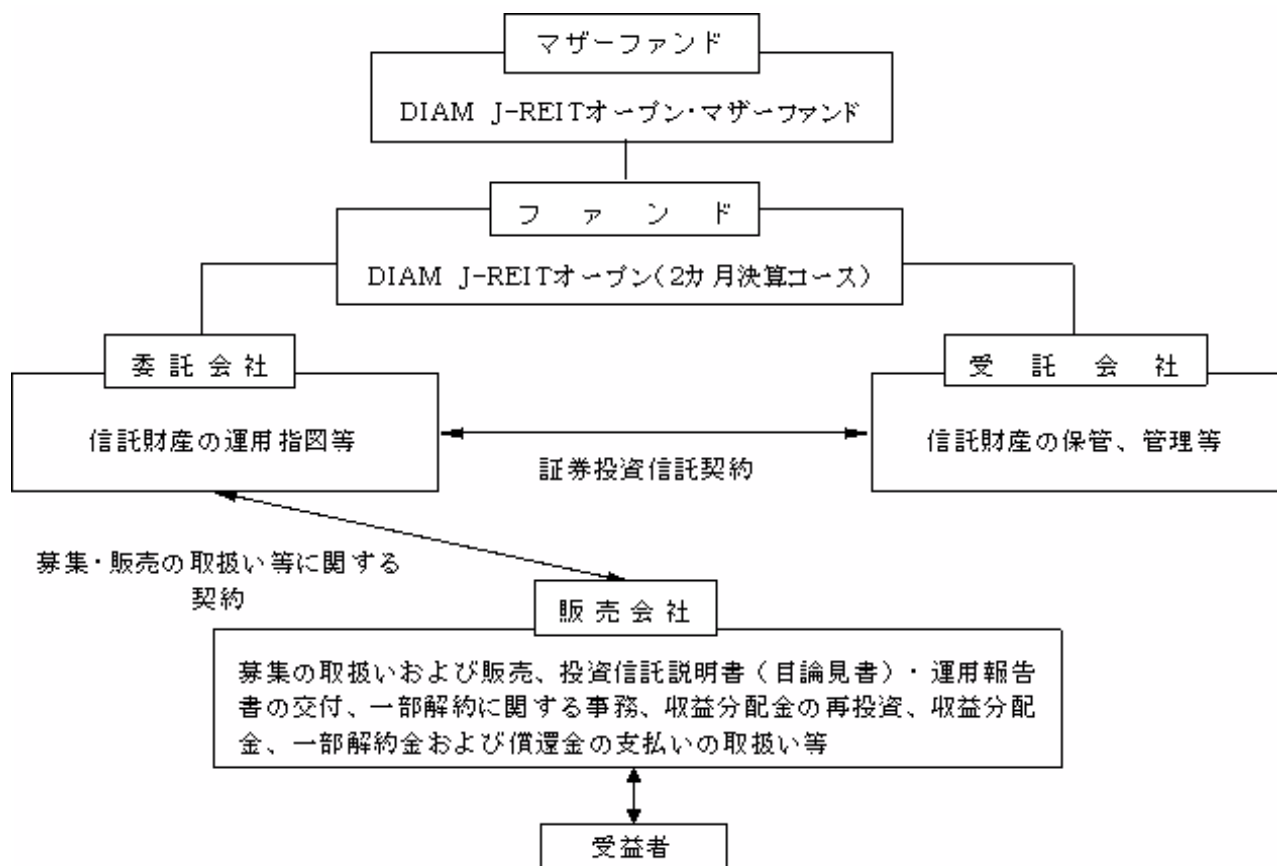 マザーファンド
DIAM J-REITオープン・マザーファンド
ファンド
DIAM J-REITオープン（2カ月決算コース）
委託会社
信託財産の運用指図等
受託会社
信託財産の保管、管理等
証券投資信託契約
募集・販売の取扱い等に関する
契約
販売会社
募集の取扱いおよび販売、投資信託説明書（目論見書）・運用報告
書の交付、一部解約に関する事務、収益分配金の再投資、収益分配
金、一部解約金および償還金の支払いの取扱い等
受益者